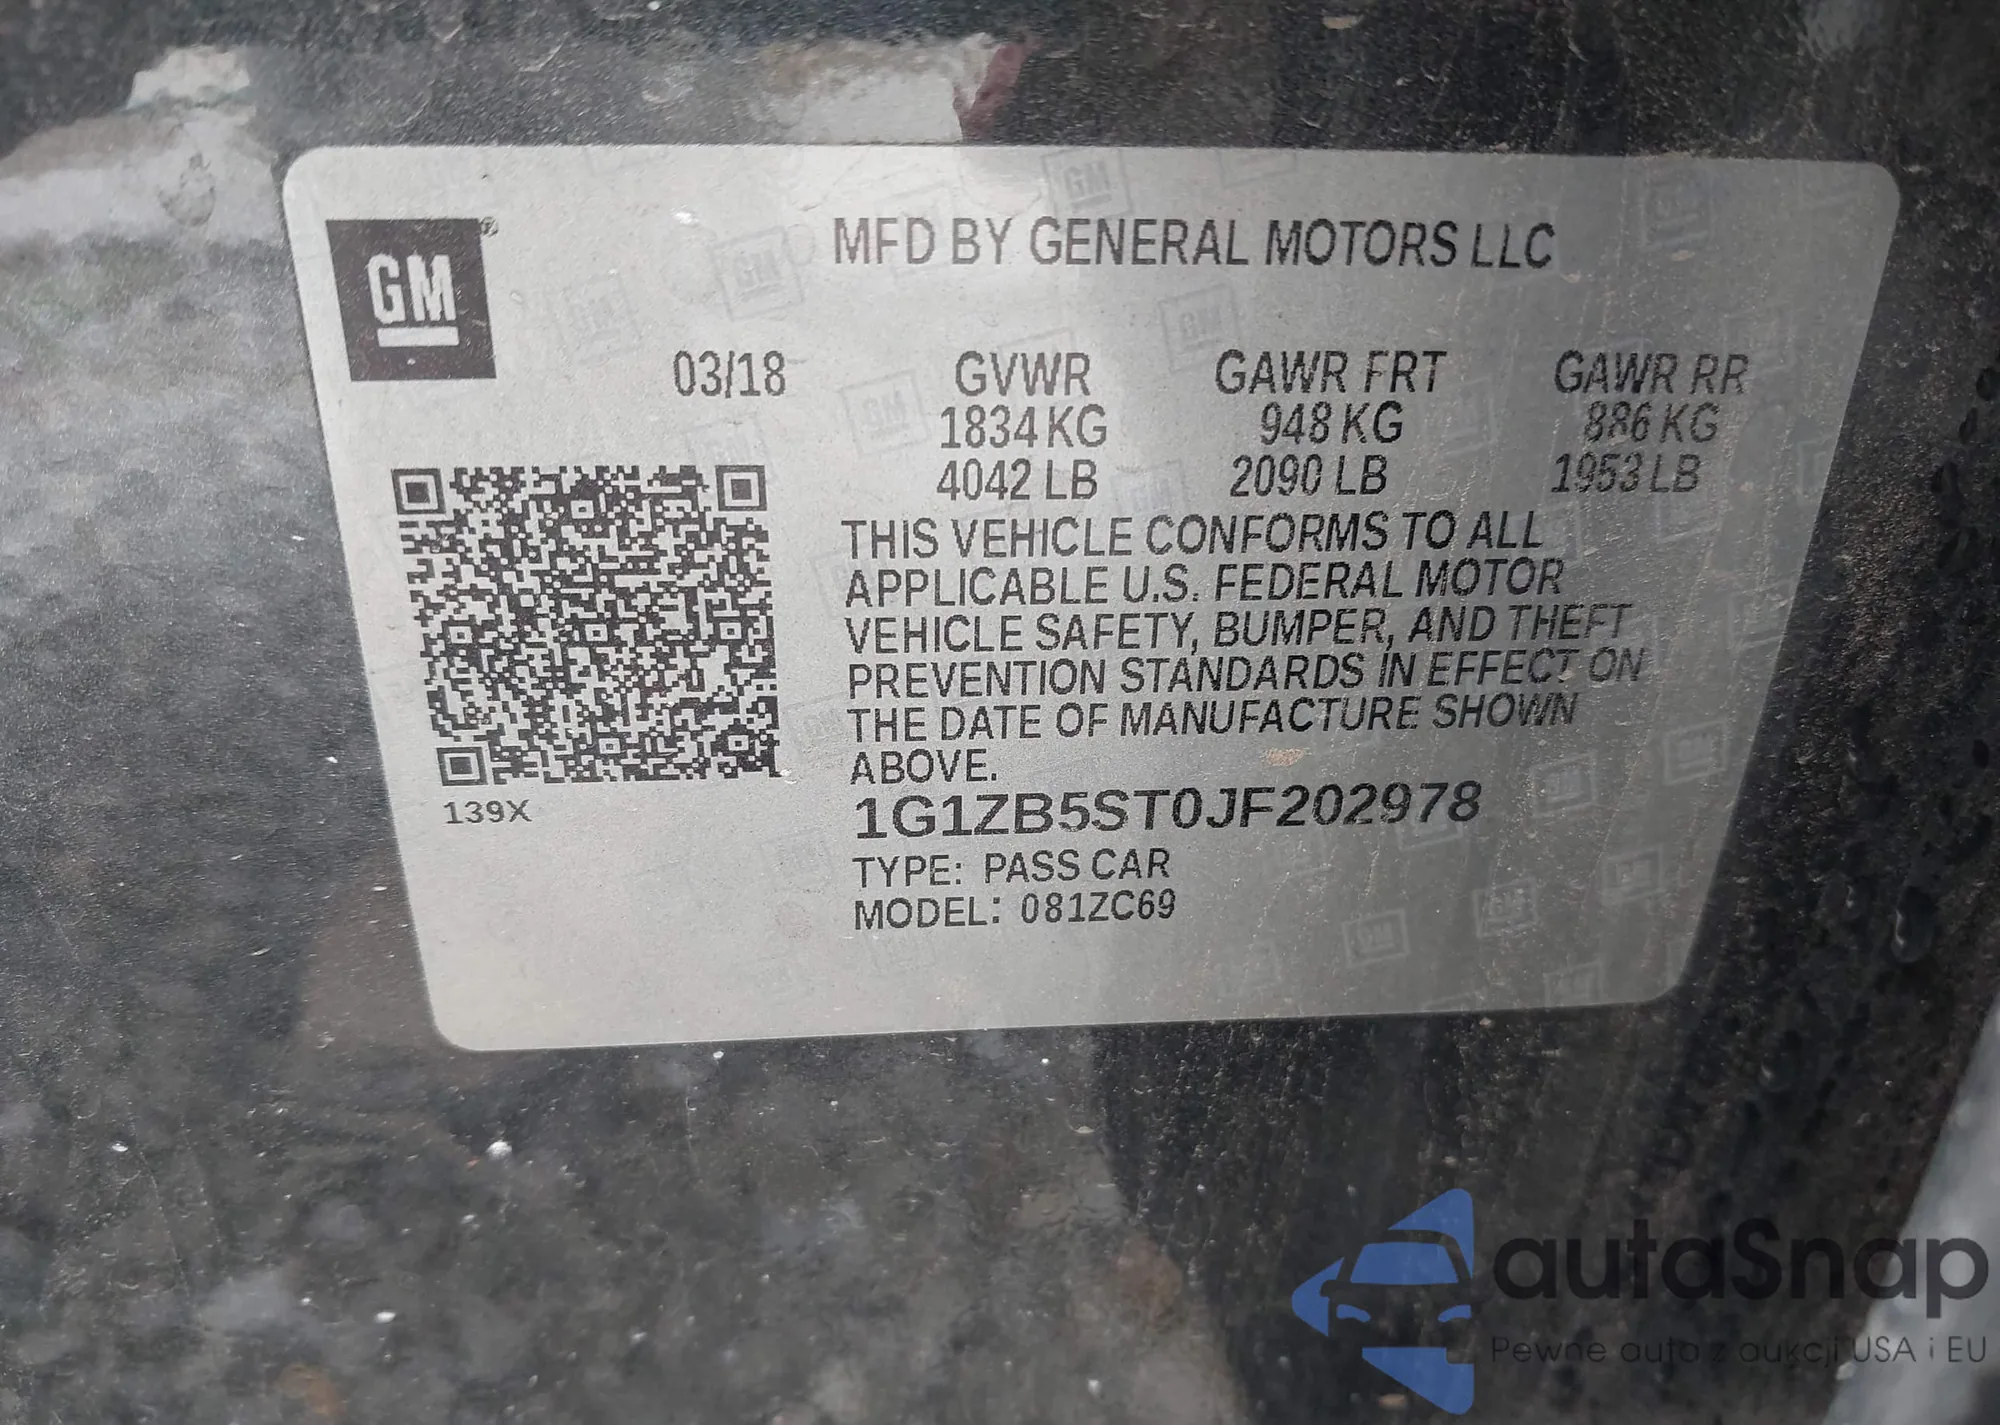 GM®
MFD BY GENERAL MOTORS LLC
03/18 GVWR GAWR FRT GAWR RR
1834 KG 948 KG 886 KG
4042 LB 2090 LB 1953 LB
THIS VEHICLE CONFORMS TO ALL
APPLICABLE U.S. FEDERAL MOTOR
VEHICLE SAFETY, BUMPER, AND THEFT
PREVENTION STANDARDS IN EFFECT ON
THE DATE OF MANUFACTURE SHOWN
ABOVE.
139X
1G1ZB5ST0JF202978
TYPE: PASS CAR
MODEL: 081ZC69
autaSnap
Pewne auta z aukcji USA i EU